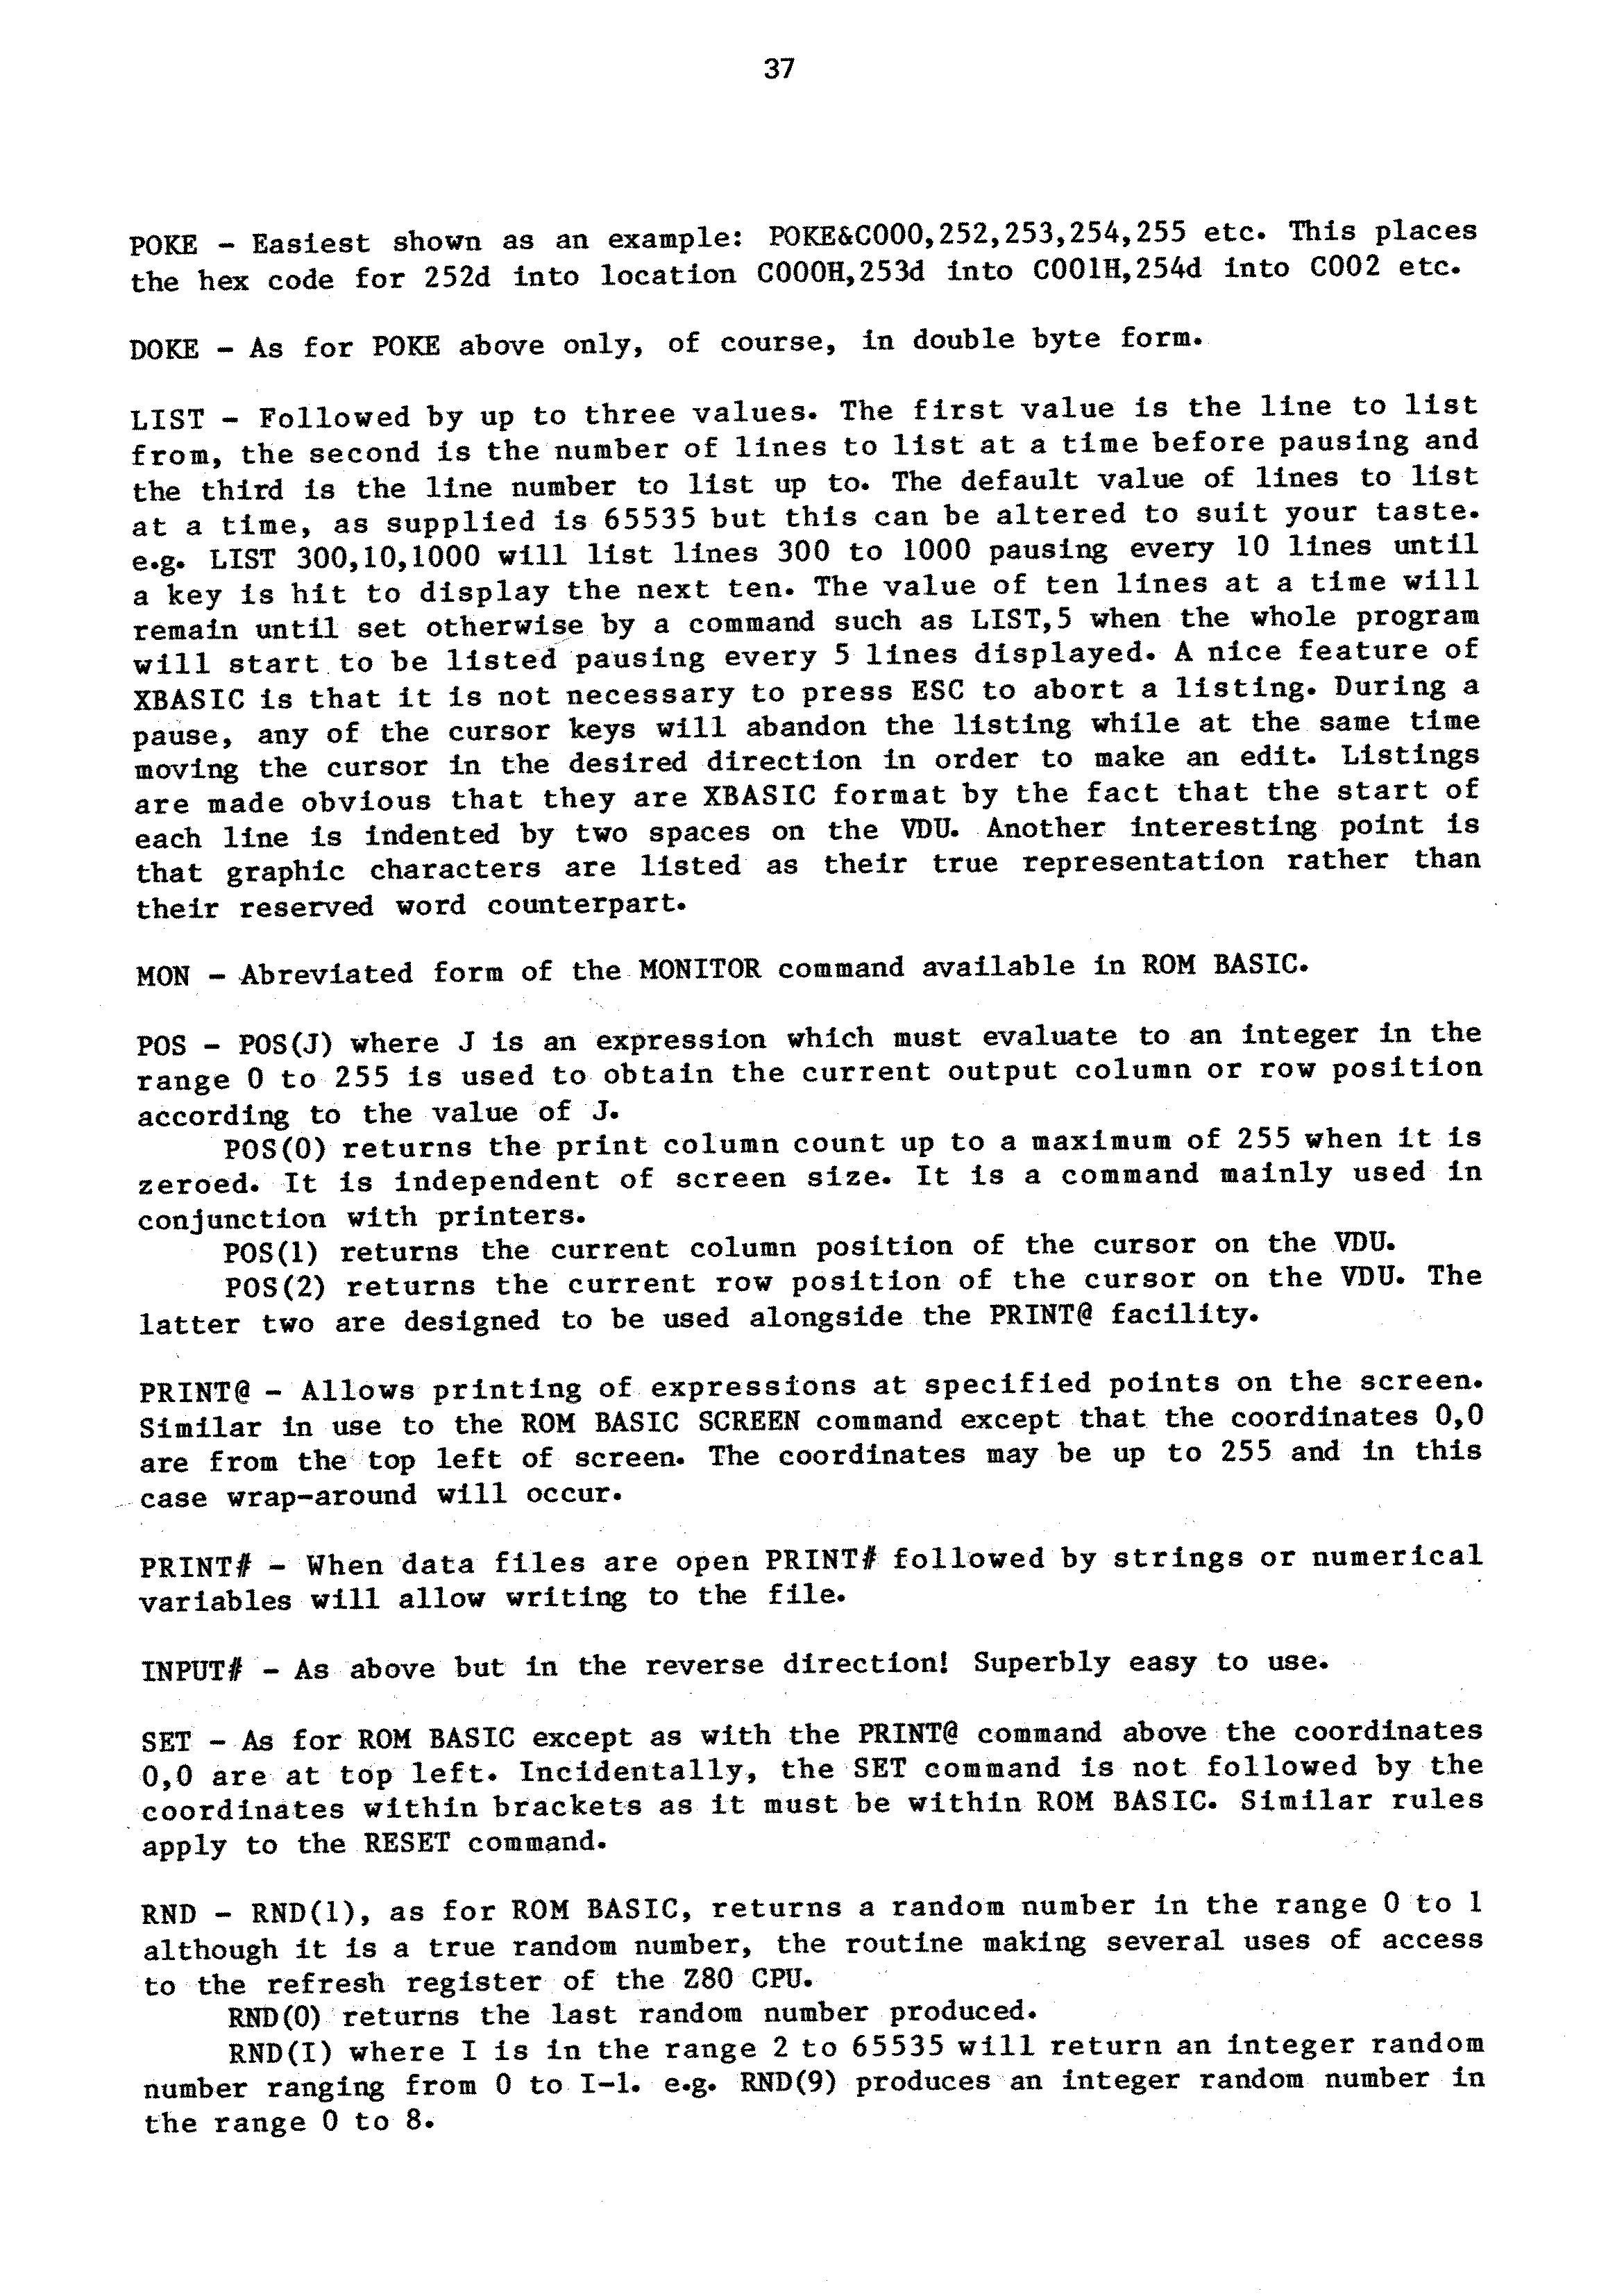 37
POKE - Easiest shown as an example: POKE&C000,252,253,254,255 etc. This places
the hex code for 252d into location C000H,253d into C001H,254d into C002 etc.
DOKE - As for POKE above only, of course, in double byte form.
LIST - Followed by up to three values. The first value is the line to list
from, the second is the number of lines to list at a time before pausing and
the third is the line number to list up to. The default value of lines to list
at a time, as supplied is 65535 but this can be altered to suit your taste.
e.g. LIST 300,10,1000 will list lines 300 to 1000 pausing every 10 lines until
a key is hit to display the next ten. The value of ten lines at a time will
remain until set otherwise by a command such as LIST,5 when the whole program
will start to be listed pausing every 5 lines displayed. A nice feature of
XBASIC is that it is not necessary to press ESC to abort a listing. During a
pause, any of the cursor keys will abandon the listing while at the same time
moving the cursor in the desired direction in order to make an edit. Listings
are made obvious that they are XBASIC format by the fact that the start of
each line is indented by two spaces on the VDU. Another interesting point is
that graphic characters are listed as their true representation rather than
their reserved word counterpart.
MON - Abreviated form of the MONITOR command available in ROM BASIC.
POS - POS(J) where J is an expression which must evaluate to an integer in the
range 0 to 255 is used to obtain the current output column or row position
according to the value of J.
POS(0) returns the print column count up to a maximum of 255 when it is
zeroed. It is independent of screen size. It is a command mainly used in
conjunction with printers.
POS(1) returns the current column position of the cursor on the VDU.
POS(2) returns the current row position of the cursor on the VDU. The
latter two are designed to be used alongside the PRINT@ facility.
PRINT@ - Allows printing of expressions at specified points on the screen.
Similar in use to the ROM BASIC SCREEN command except that the coordinates 0,0
are from the top left of screen. The coordinates may be up to 255 and in this
case wrap-around will occur.
PRINT# - When data files are open PRINT# followed by strings or numerical
variables will allow writing to the file.
INPUT# - As above but in the reverse direction! Superbly easy to use.
SET - As for ROM BASIC except as with the PRINT@ command above the coordinates
0,0 are at top left. Incidentally, the SET command is not followed by the
coordinates within brackets as it must be within ROM BASIC. Similar rules
apply to the RESET command.
RND - RND(1), as for ROM BASIC, returns a random number in the range 0 to 1
although it is a true random number, the routine making several uses of access
to the refresh register of the Z80 CPU.
RND(0) returns the last random number produced.
RND(I) where I is in the range 2 to 65535 will return an integer random
number ranging from 0 to I-1. e.g. RND(9) produces an integer random number in
the range 0 to 8.